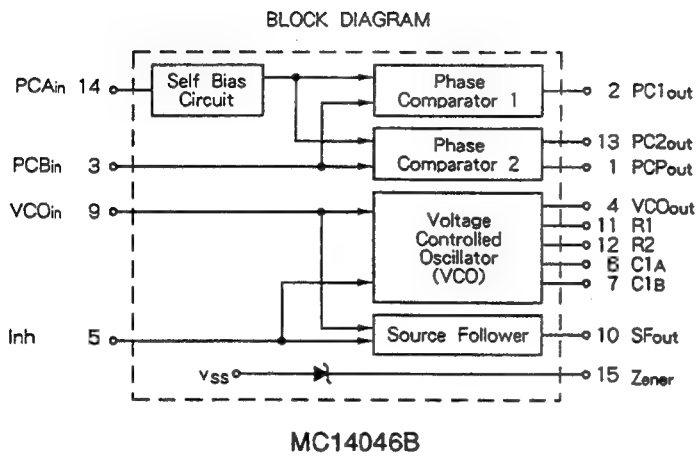 BLOCK DIAGRAM
PCAin 14
Self Bias
Circuit
Phase
Comparator 1
2 PC1out
Phase
Comparator 2
13 PC2out
PCBin 3
1 PCPout
VCOin 9
Voltage
Controlled
Oscillator
(VCO)
4 VCOout
11 R1
12 R2
6 C1A
7 C1B
Inh 5
Source Follower
10 SFout
VSS
15 Zener
MC14046B